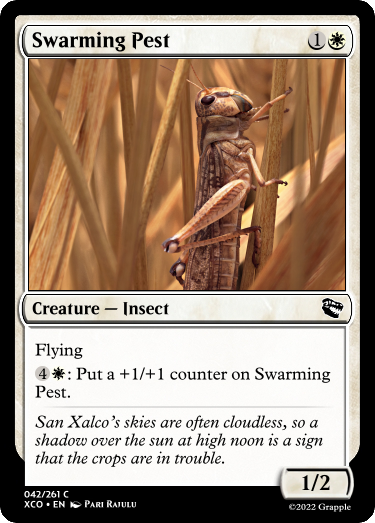 Swarming Pest 1
Creature — Insect
Flying
4: Put a +1/+1 counter on Swarming
Pest.
San Xalco's skies are often cloudless, so a
shadow over the sun at high noon is a sign
that the crops are in trouble.
1/2
042/261 C
XCO • EN Pari Rajulu
©2022 Grapple